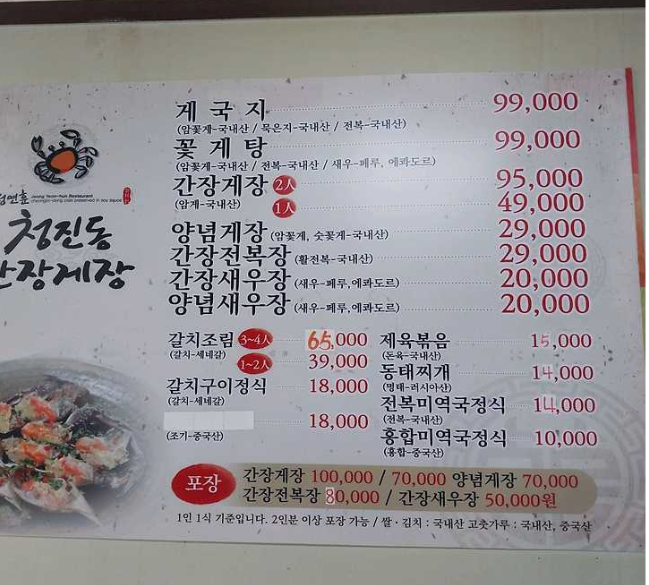 정연훈
Jeong Yeon-hun Restaurant
청진동
간장게장
게국지 99,000
(암꽃게-국내산 / 묵은지-국내산 / 전복-국내산)
꽃게탕 99,000
(암꽃게-국내산 / 전복-국내산 / 새우-페루, 에콰도르)
간장게장 2人 95,000
(암게-국내산) 1人 49,000
양념게장 (암꽃게, 숫꽃게-국내산) 29,000
간장전복장 (활전복-국내산) 29,000
간장새우장 (새우-페루,에콰도르) 20,000
양념새우장 (새우-페루,에콰도르) 20,000
갈치조림 3~4人 65,000
(갈치-세네갈) 1~2人 39,000
갈치구이정식 18,000
(갈치-세네갈)
18,000
(조기-중국산)
제육볶음 15,000
(돈육-국내산)
동태찌개 14,000
(명태-러시아산)
전복미역국정식 14,000
(전복-국내산)
홍합미역국정식 10,000
(홍합-중국산)
포장
간장게장 100,000 / 70,000 양념게장 70,000
간장전복장 80,000 / 간장새우장 50,000원
1인 1식 기준입니다. 2인분 이상 포장 가능 / 쌀 · 김치 : 국내산 고춧가루 : 국내산, 중국산